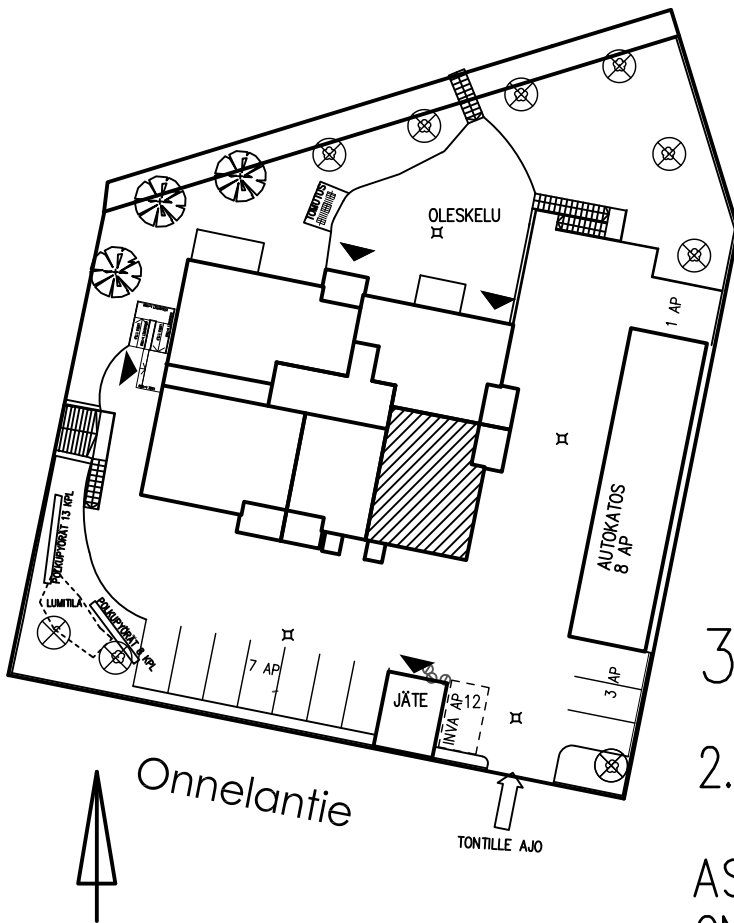 TOMUTUS
OLESKELU
1 AP
AUTOKATOS
8 AP
POLKUPYÖRÄT 13 KPL
LUMITILA
POLKUPYÖRÄT 8 KPL
7 AP
JÄTE
INVA AP 12
3 AP
3
2.
Onnelantie
TONTILLE AJO
AS